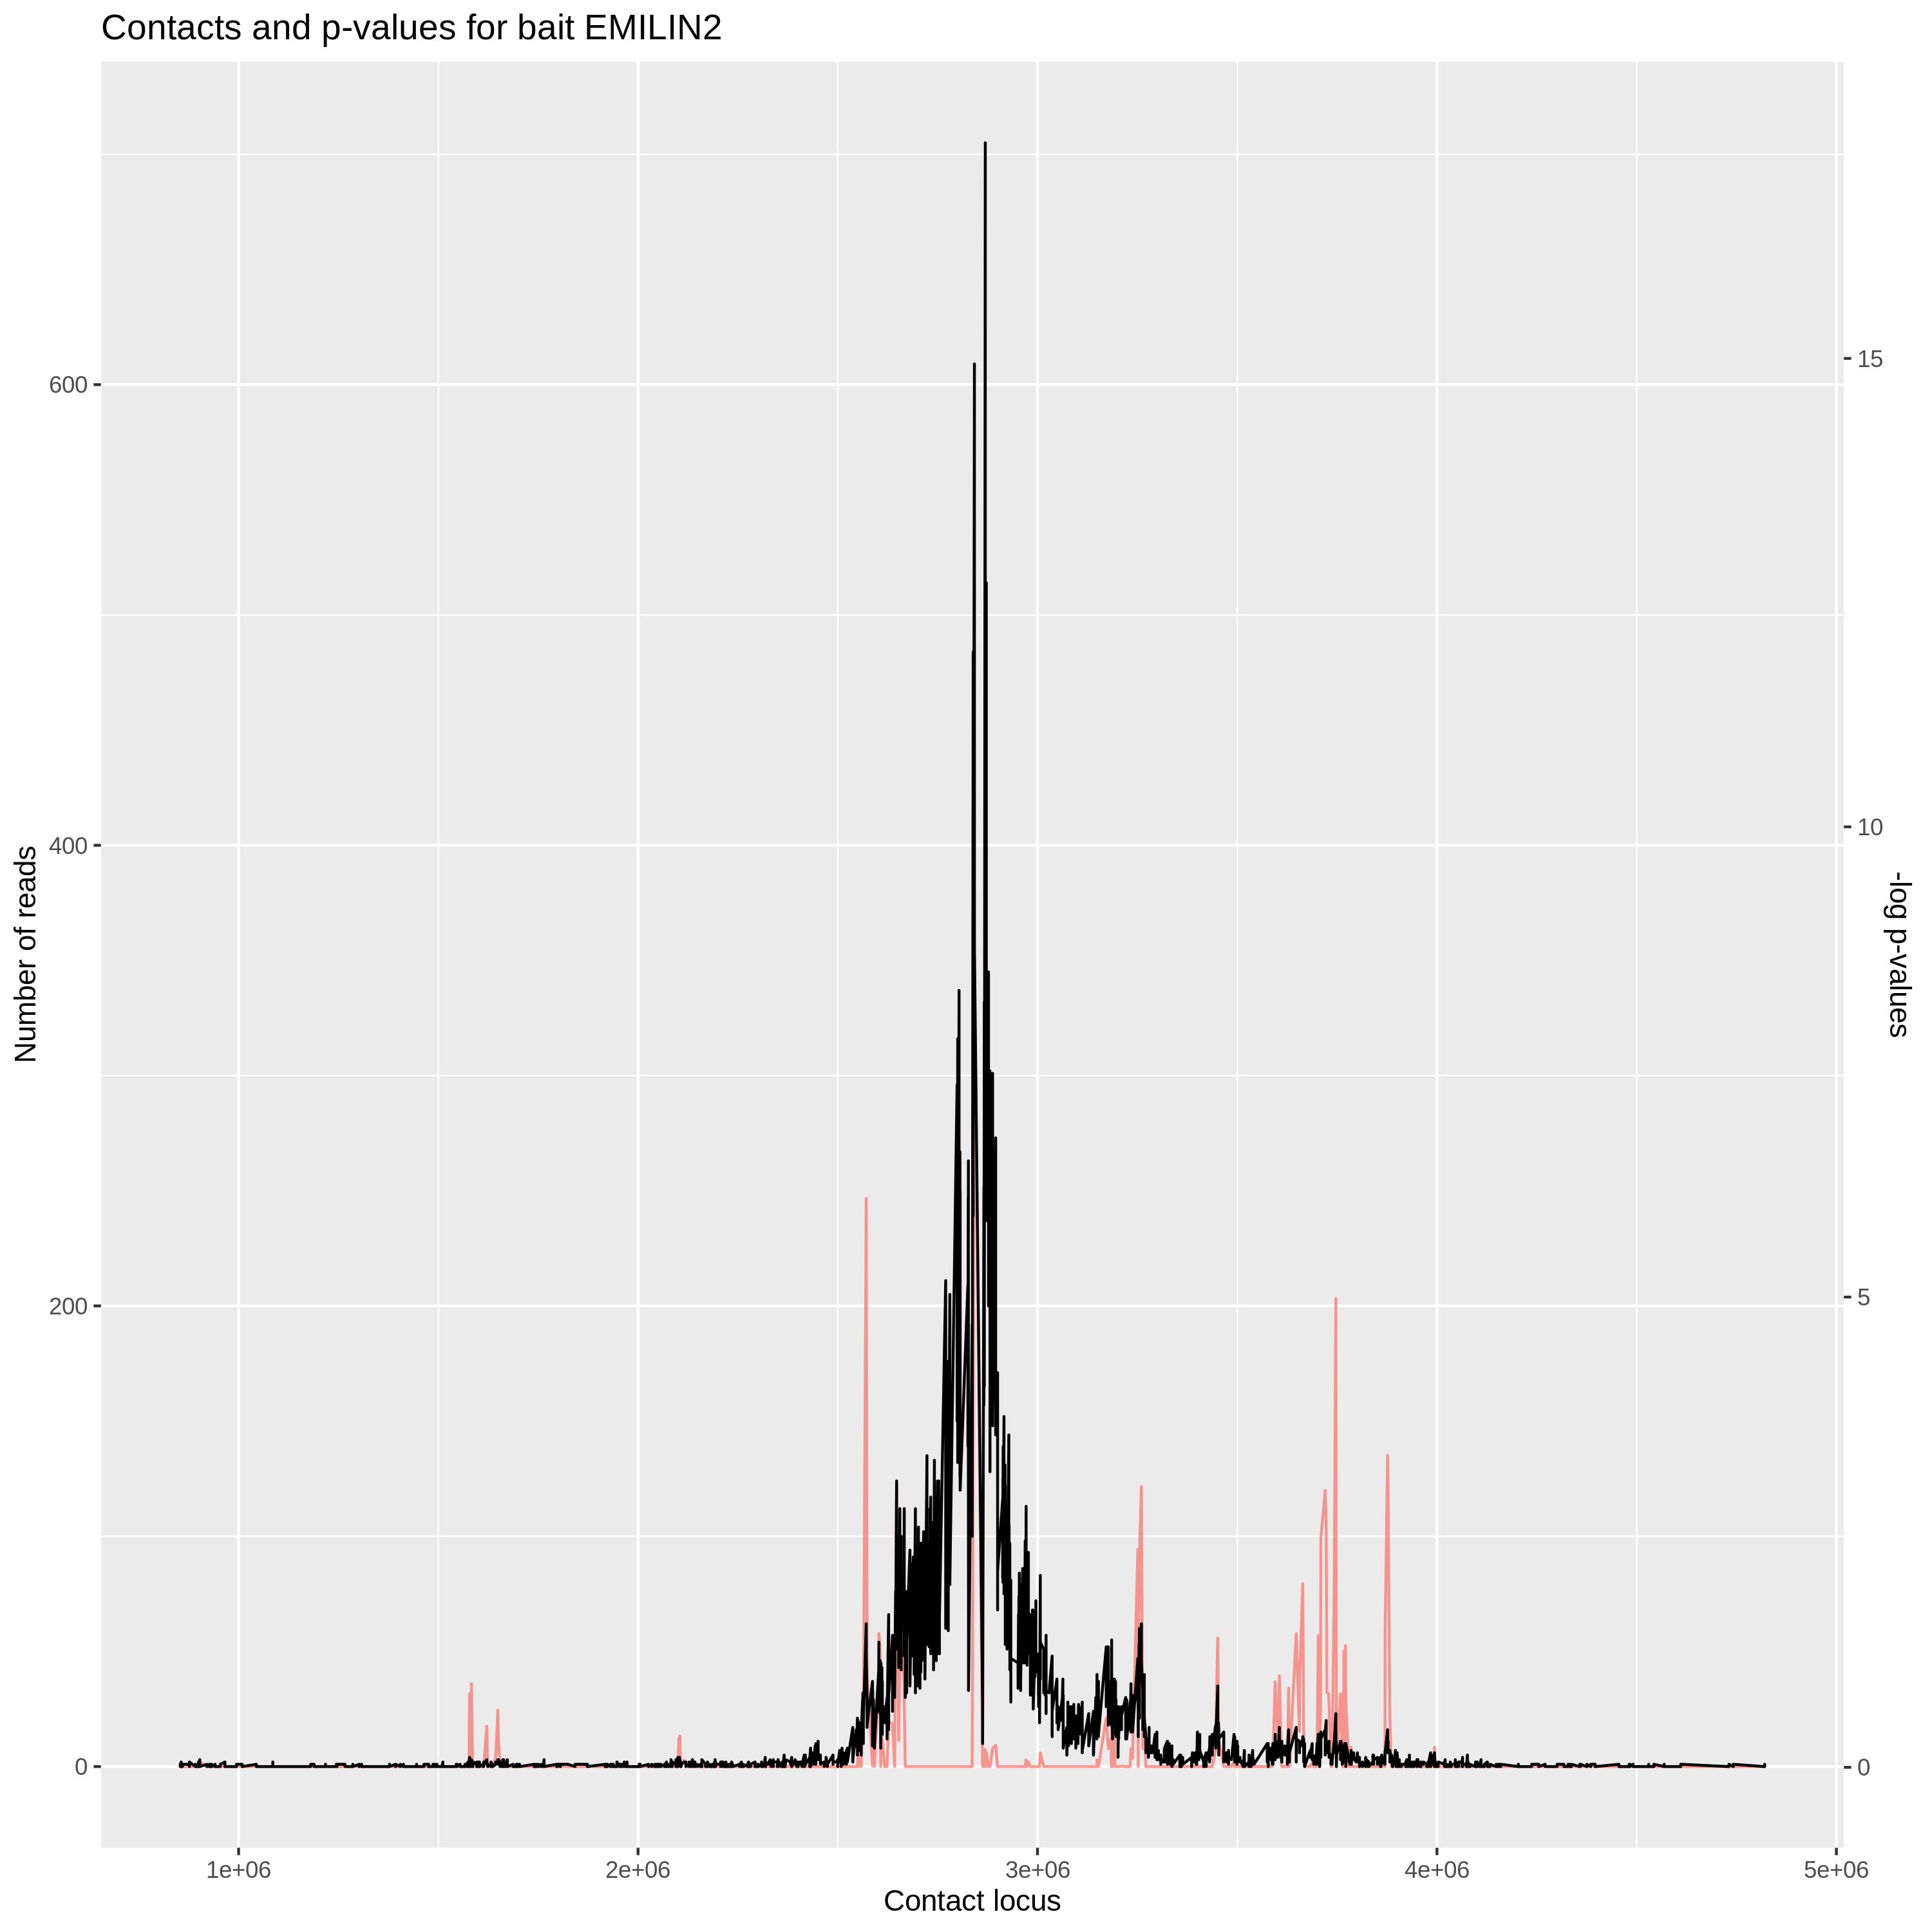 Contacts and p-values for bait EMILIN2
Number of reads
600
400
200
0
15
10
5
0
-log p-values
1e+06
2e+06
3e+06
4e+06
5e+06
Contact locus